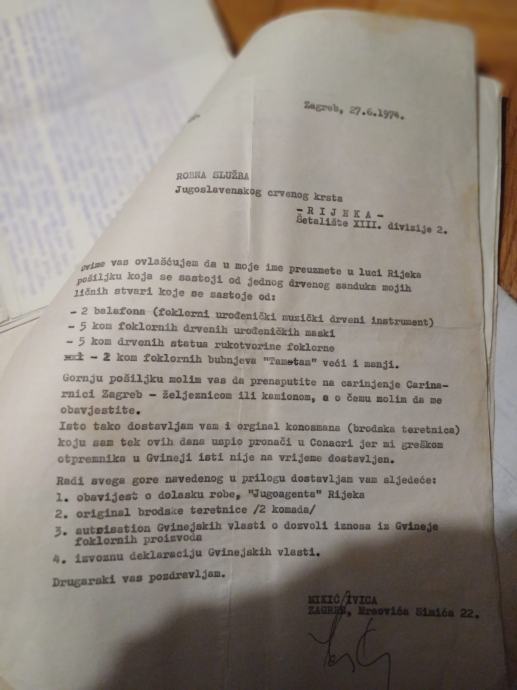 Zagreb, 27.6.1974.
ROBNA SLUŽBA
Jugoslavenskog crvenog krsta
- R I J E K A -
Šetalište XIII. divizije 2.
Ovime vas ovlašćujem da u moje ime preuzmete u luci Rijeka
pošiljku koja se sastoji od jednog drvenog sanduka mojih
ličnih stvari koje se sastoje od:
- 2 balafona (foklorni urođenički muzički drveni instrument)
- 5 kom foklornih drvenih urođeničkih maski
- 5 kom drvenih statua rukotvorine foklorne
- 2 kom foklornih bubnjeva "Tamatam" veći i manji.
Gornju pošiljku molim vas da prenaputite na carinjenje Carina-
rnici Zagreb - željeznicom ili kamionom, a o čemu molim da me
obavjestite.
Isto tako dostavljam vam i orginal konosmana (brodska teretnica)
koju sam tek ovih dana uspio pronači u Conacri jer mi greškom
otpremnika u Gvineji isti nije na vrijeme dostavljen.
Radi svega gore navedenog u prilogu dostavljam vam sljedeće:
1. obavijest o dolasku robe, "Jugoagenta" Rijeka
2. original brodske teretnice /2 komada/
3. autrisation Gvinejskih vlasti o dozvoli iznosa iz Gvineje
foklornih proizvoda
4. izvoznu deklaraciju Gvinejskih vlasti.
Drugarski vas pozdravljam.
MIKIĆ/IVICA
ZAGREB, Mrzovića Simića 22.